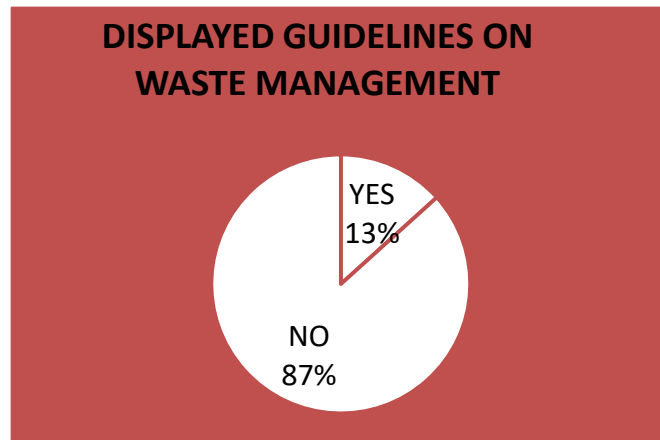 DISPLAYED GUIDELINES ON
WASTE MANAGEMENT
YES
13%
NO
87%